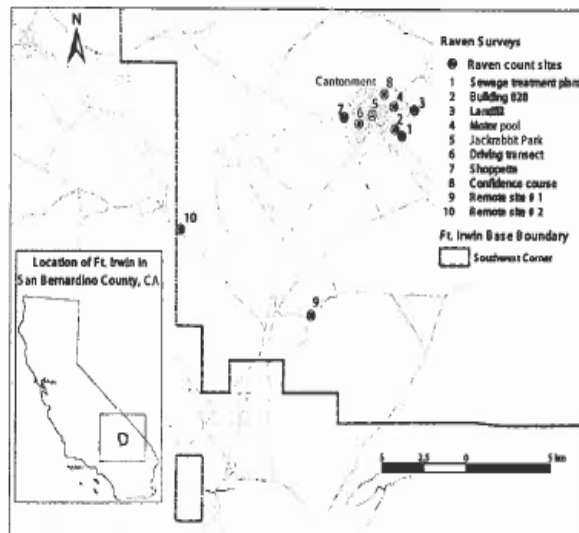 N
Raven Surveys
Raven count sites
1 Sewage treatment plant
2 Building 828
3 Landfill
4 Motor pool
5 Jackrabbit Park
6 Driving transect
7 Shoppette
8 Confidence course
9 Remote site # 1
10 Remote site # 2
Ft. Irwin Base Boundary
Southwest Corner
Cantonment
8
4
3
5
7
6
2
1
10
9
Location of Ft. Irwin in
San Bernardino County, CA
5 2.5 0 5 km